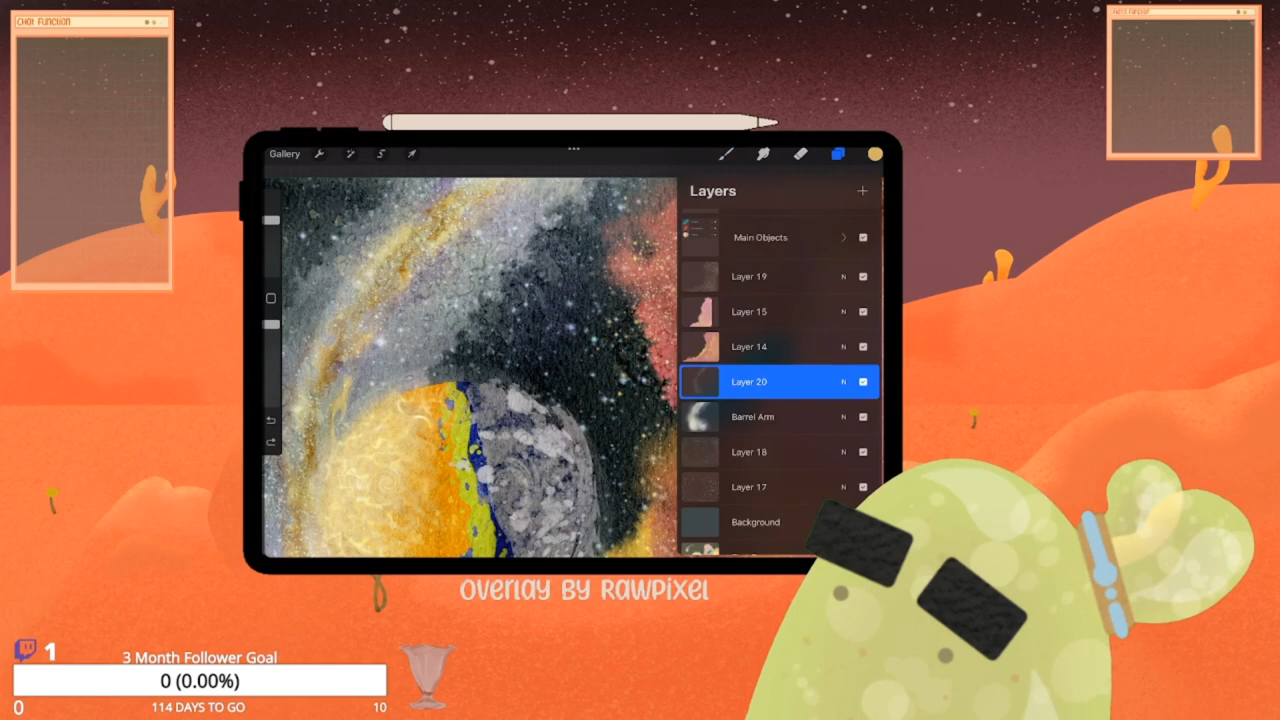 CHAT FUNCTION
Gallery
Layers
Main Objects
Layer 19 N
Layer 15 N
Layer 14 N
Layer 20 N
Barrel Arm N
Layer 18 N
Layer 17 N
Background
OVERLAY BY RAWPIXEL
1
3 Month Follower Goal
0 (0.00%)
0 114 DAYS TO GO 10